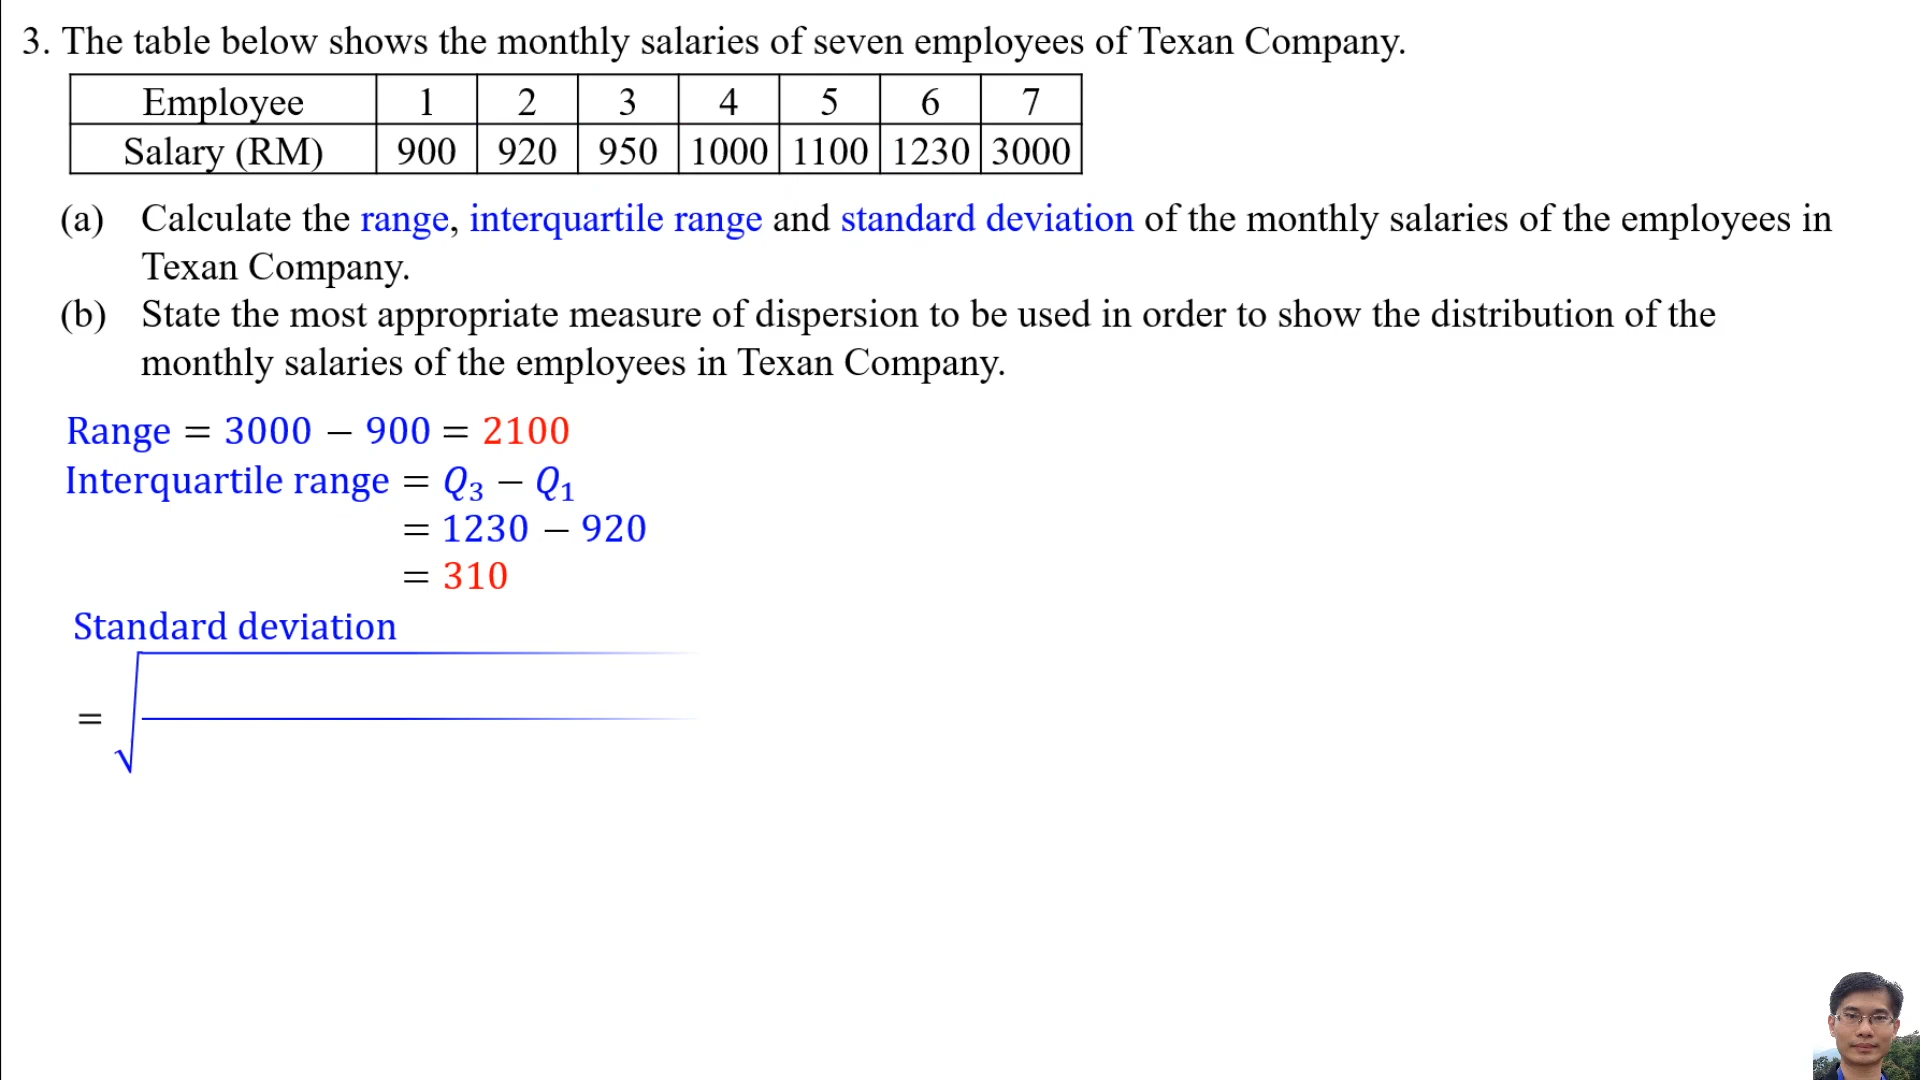 3. The table below shows the monthly salaries of seven employees of Texan Company.
Employee 1 2 3 4 5 6 7
Salary (RM) 900 920 950 1000 1100 1230 3000
(a) Calculate the range, interquartile range and standard deviation of the monthly salaries of the employees in
Texan Company.
(b) State the most appropriate measure of dispersion to be used in order to show the distribution of the
monthly salaries of the employees in Texan Company.
Range = 3000 − 900 = 2100
Interquartile range = Q₃ − Q₁
= 1230 − 920
= 310
Standard deviation
= √